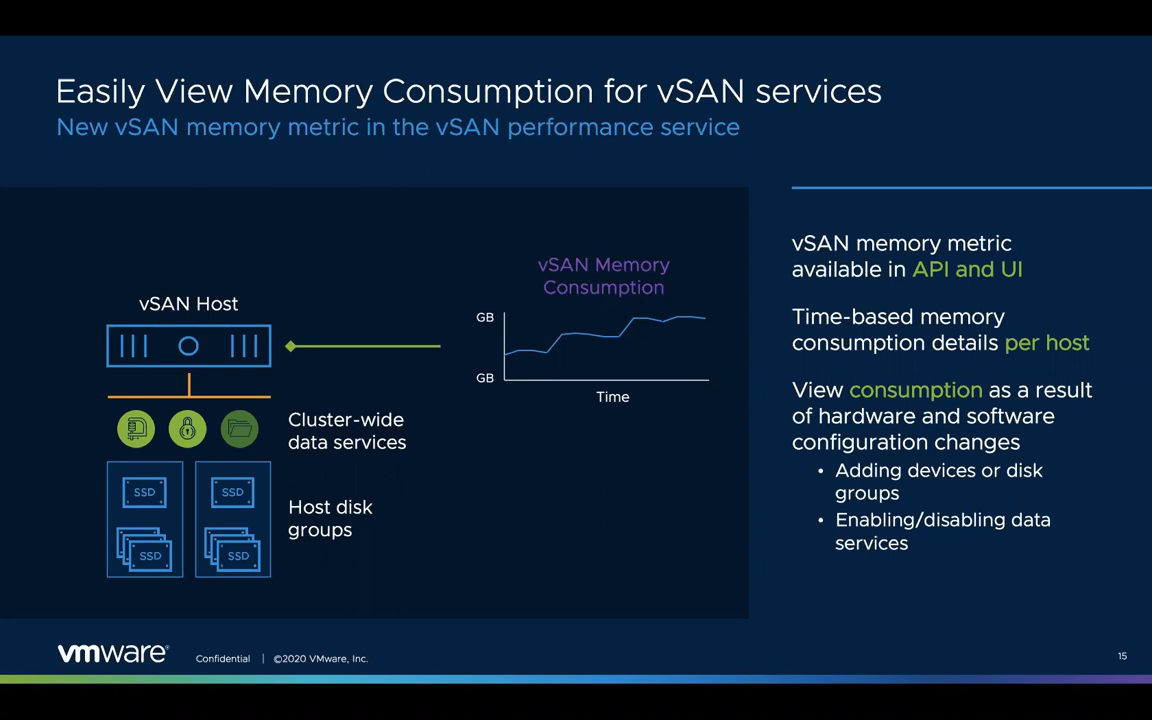 Easily View Memory Consumption for vSAN services
New vSAN memory metric in the vSAN performance service
vSAN Host
Cluster-wide
data services
Host disk
groups
SSD
SSD
SSD
SSD
vSAN Memory
Consumption
GB
GB
Time
vSAN memory metric
available in API and UI
Time-based memory
consumption details per host
View consumption as a result
of hardware and software
configuration changes
• Adding devices or disk
groups
• Enabling/disabling data
services
vmware®
Confidential | ©2020 VMware, Inc.
15